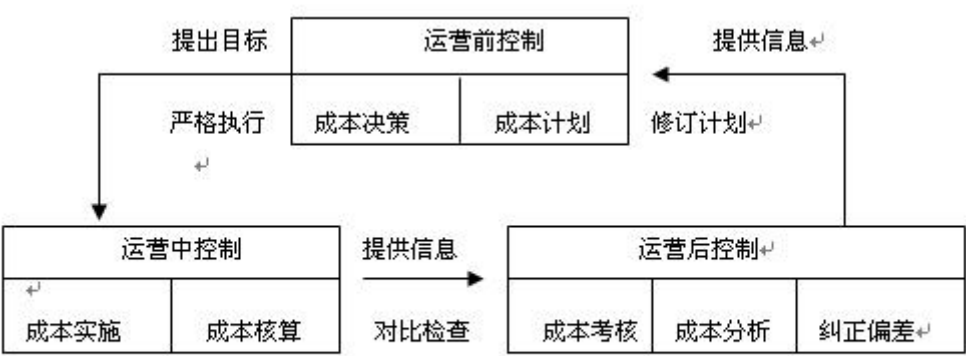 提出目标
运营前控制
提供信息
严格执行
成本决策
成本计划
修订计划
运营中控制
提供信息
运营后控制
成本实施
成本核算
对比检查
成本考核
成本分析
纠正偏差